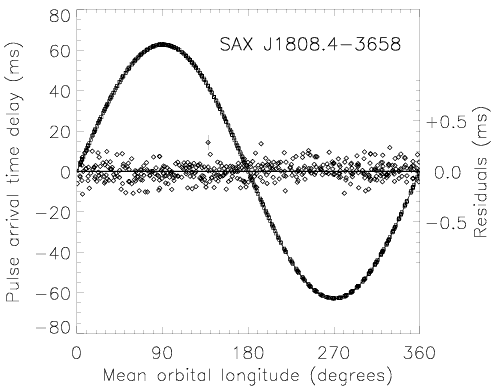 80
SAX J1808.4−3658
60
40
20
0
−20
−40
−60
−80
Pulse arrival time delay (ms)
+0.5
0.0
−0.5
Residuals (ms)
0 90 180 270 360
Mean orbital longitude (degrees)